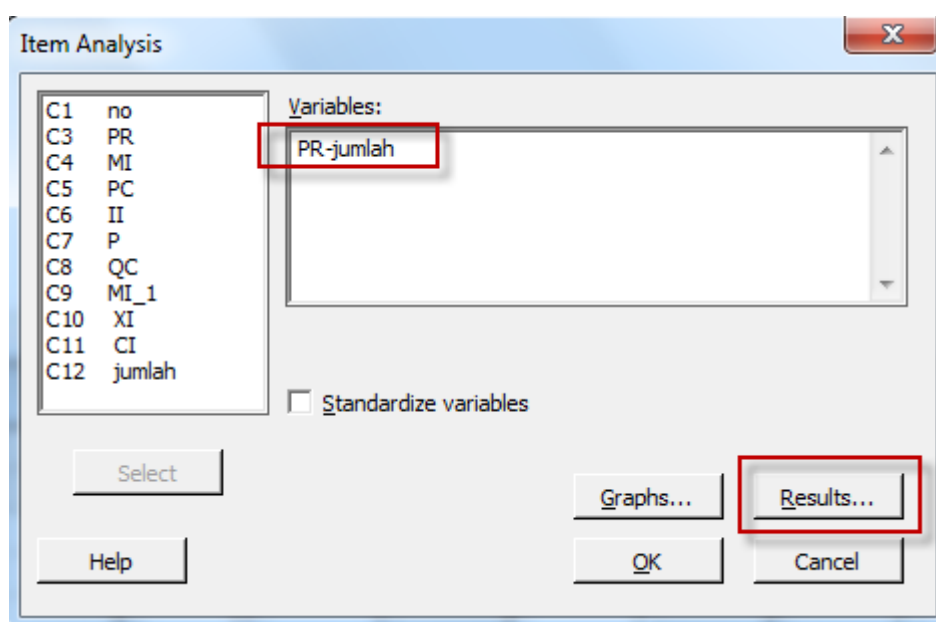 Item Analysis
C1 no
C3 PR
C4 MI
C5 PC
C6 II
C7 P
C8 QC
C9 MI_1
C10 XI
C11 CI
C12 jumlah
Variables:
PR-jumlah
Standardize variables
Select
Graphs...
Results...
Help
OK
Cancel